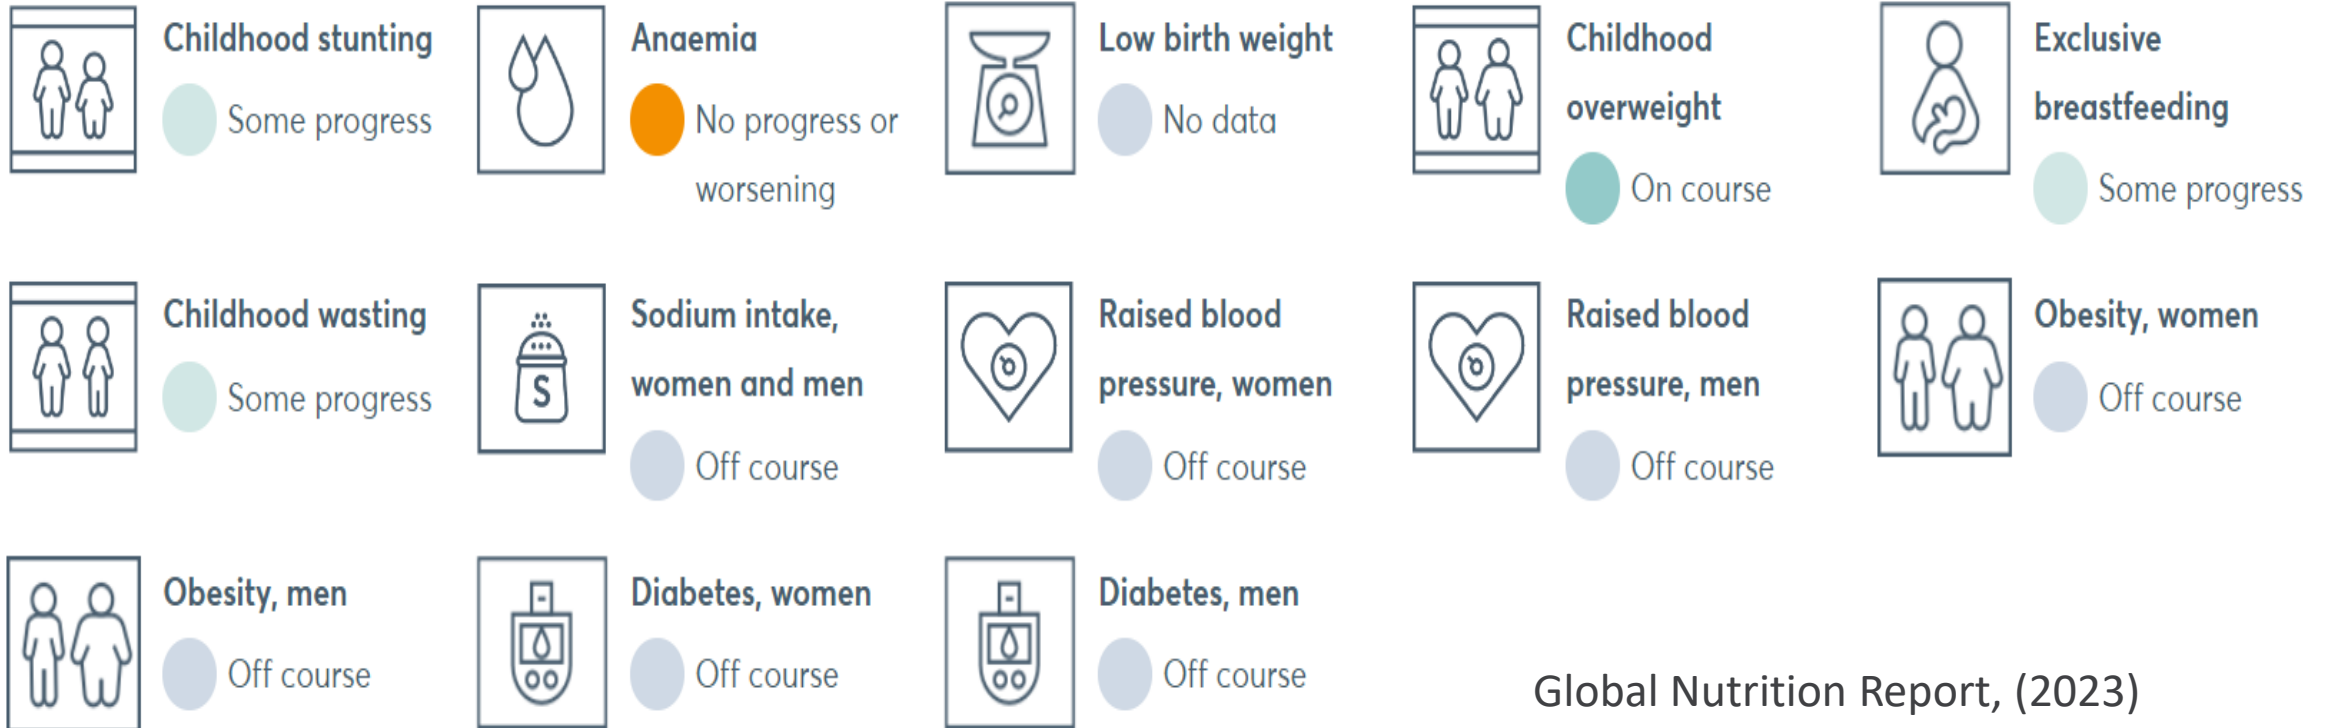 Childhood stunting
Some progress
Anaemia
No progress or
worsening
Low birth weight
No data
Childhood
overweight
On course
Exclusive
breastfeeding
Some progress
Childhood wasting
Some progress
S
Sodium intake,
women and men
Off course
Raised blood
pressure, women
Off course
Raised blood
pressure, men
Off course
Obesity, women
Off course
Obesity, men
Off course
Diabetes, women
Off course
Diabetes, men
Off course
Global Nutrition Report, (2023)